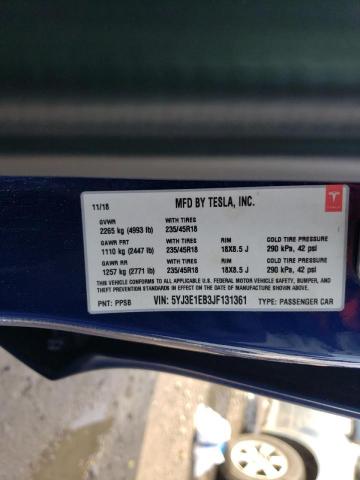 11/18 MFD BY TESLA, INC.
GVWR WITH TIRES
2265 kg (4993 lb) 235/45R18
GAWR FRT WITH TIRES RIM COLD TIRE PRESSURE
1110 kg (2447 lb) 235/45R18 18X8.5 J 290 kPa, 42 psi
GAWR RR WITH TIRES RIM COLD TIRE PRESSURE
1257 kg (2771 lb) 235/45R18 18X8.5 J 290 kPa, 42 psi
THIS VEHICLE CONFORMS TO ALL APPLICABLE U.S. FEDERAL MOTOR VEHICLE SAFETY, BUMPER, AND
THEFT PREVENTION STANDARDS IN EFFECT ON THE DATE OF MANUFACTURE SHOWN ABOVE.
PNT: PPSB VIN: 5YJ3E1EB3JF131361 TYPE: PASSENGER CAR